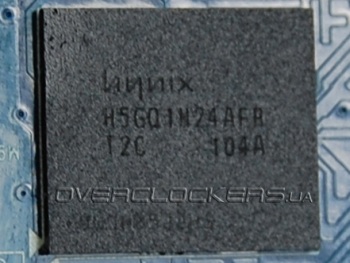 hynix
H5GQ1H24AFR
T2C 104A
OVERCLOCKERS.UA